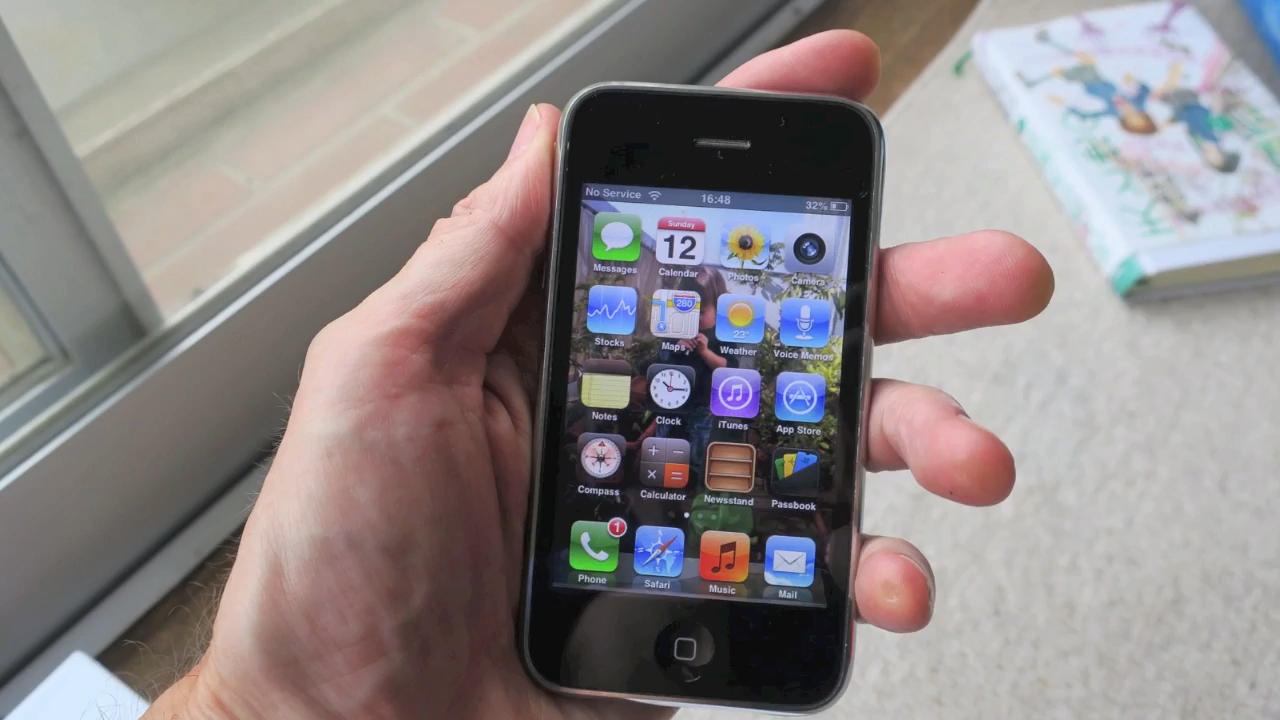 No Service 16:48 32%
Sunday
12
Messages Calendar Photos Camera
280
23°
Stocks Maps Weather Voice Memos
Notes Clock iTunes App Store
Compass Calculator Newsstand Passbook
1
Phone Safari Music Mail